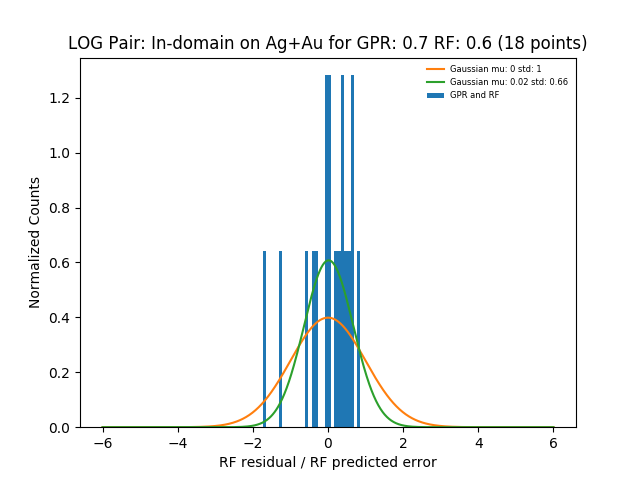 LOG Pair: In-domain on Ag+Au for GPR: 0.7 RF: 0.6 (18 points)
Gaussian mu: 0 std: 1
Gaussian mu: 0.02 std: 0.66
GPR and RF
Normalized Counts
1.2
1.0
0.8
0.6
0.4
0.2
0.0
−6 −4 −2 0 2 4 6
RF residual / RF predicted error